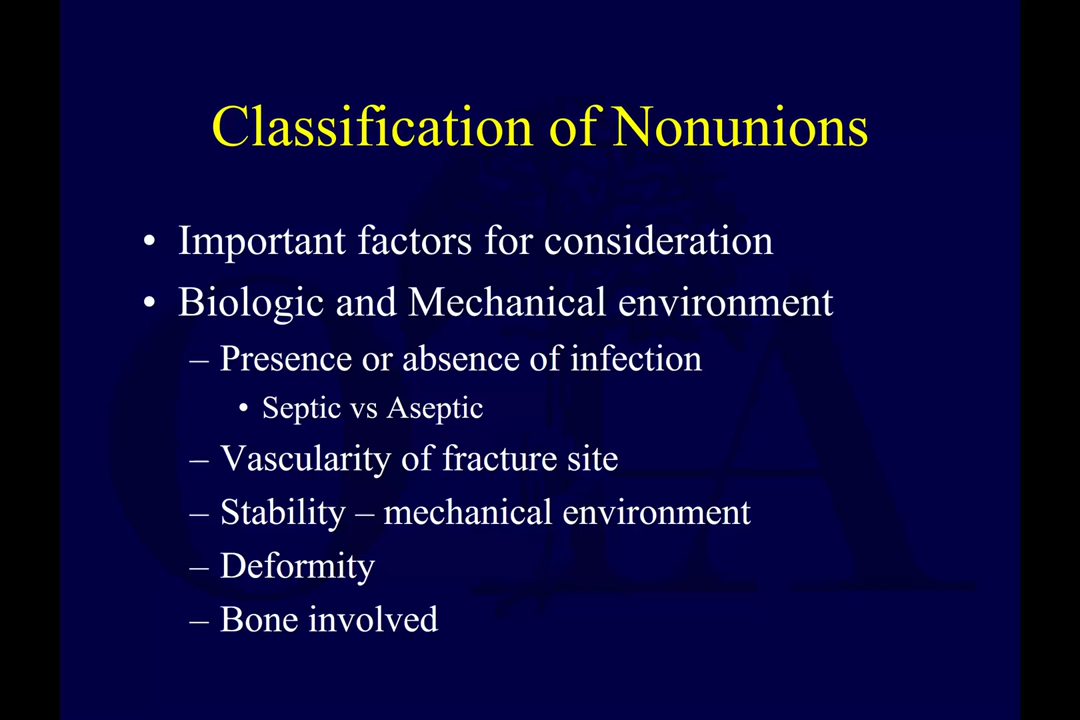 Classification of Nonunions
• Important factors for consideration
• Biologic and Mechanical environment
– Presence or absence of infection
• Septic vs Aseptic
– Vascularity of fracture site
– Stability – mechanical environment
– Deformity
– Bone involved
OTA